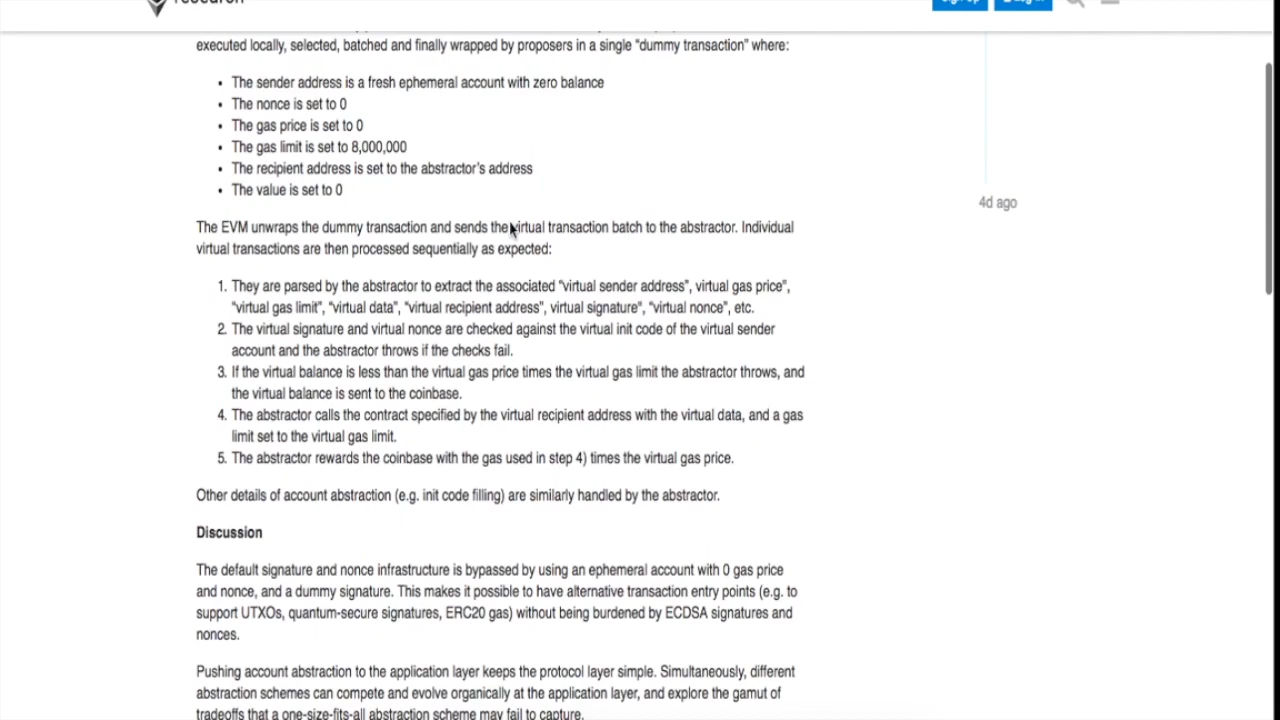 research
Sign Up
Log In
executed locally, selected, batched and finally wrapped by proposers in a single “dummy transaction” where:
• The sender address is a fresh ephemeral account with zero balance
• The nonce is set to 0
• The gas price is set to 0
• The gas limit is set to 8,000,000
• The recipient address is set to the abstractor’s address
• The value is set to 0
4d ago
The EVM unwraps the dummy transaction and sends the virtual transaction batch to the abstractor. Individual
virtual transactions are then processed sequentially as expected:
1. They are parsed by the abstractor to extract the associated “virtual sender address”, virtual gas price”,
“virtual gas limit”, “virtual data”, “virtual recipient address”, virtual signature”, “virtual nonce”, etc.
2. The virtual signature and virtual nonce are checked against the virtual init code of the virtual sender
account and the abstractor throws if the checks fail.
3. If the virtual balance is less than the virtual gas price times the virtual gas limit the abstractor throws, and
the virtual balance is sent to the coinbase.
4. The abstractor calls the contract specified by the virtual recipient address with the virtual data, and a gas
limit set to the virtual gas limit.
5. The abstractor rewards the coinbase with the gas used in step 4) times the virtual gas price.
Other details of account abstraction (e.g. init code filling) are similarly handled by the abstractor.
Discussion
The default signature and nonce infrastructure is bypassed by using an ephemeral account with 0 gas price
and nonce, and a dummy signature. This makes it possible to have alternative transaction entry points (e.g. to
support UTXOs, quantum-secure signatures, ERC20 gas) without being burdened by ECDSA signatures and
nonces.
Pushing account abstraction to the application layer keeps the protocol layer simple. Simultaneously, different
abstraction schemes can compete and evolve organically at the application layer, and explore the gamut of
tradeoffs that a one-size-fits-all abstraction scheme may fail to capture.